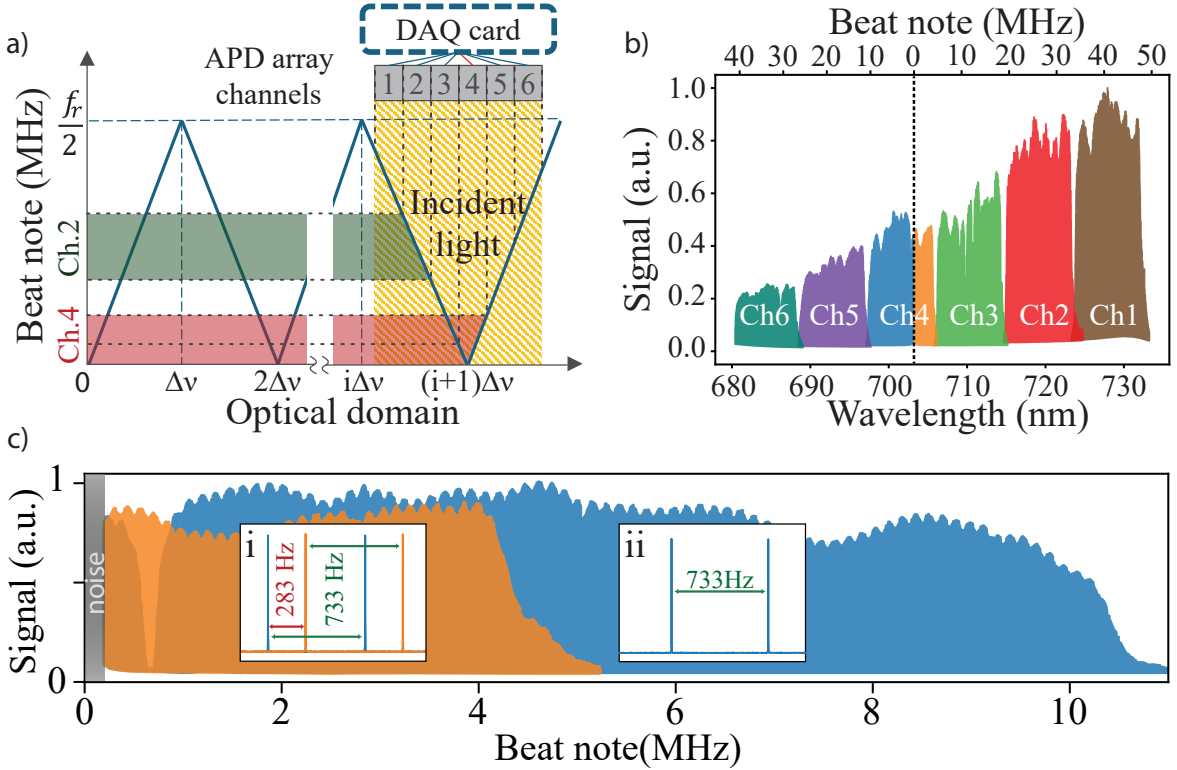 a)
DAQ card
APD array
channels
1 2 3 4 5 6
f_r
2
Beat note (MHz)
Ch.2
Ch.4
Incident
light
0 Δν 2Δν iΔν (i+1)Δν
Optical domain
b)
Beat note (MHz)
40 30 20 10 0 10 20 30 40 50
Signal (a.u.)
1.0
0.8
0.6
0.4
0.2
0.0
Ch6 Ch5 Ch4 Ch3 Ch2 Ch1
680 690 700 710 720 730
Wavelength (nm)
c)
Signal (a.u.)
1
0
noise
i
283 Hz
733 Hz
ii
733Hz
0 2 4 6 8 10
Beat note(MHz)